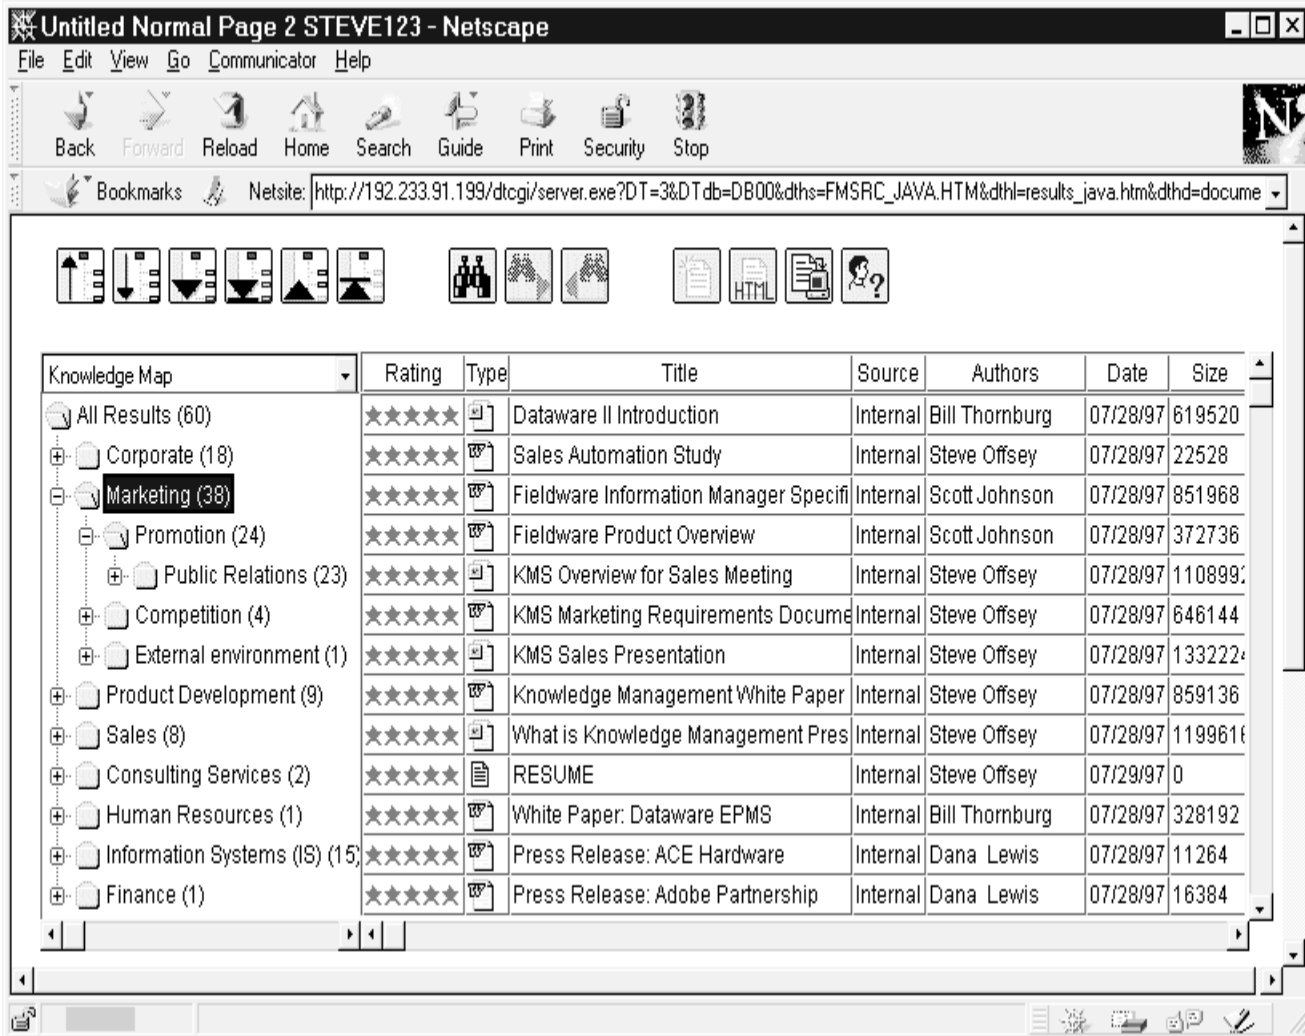 Untitled Normal Page 2 STEVE123 - Netscape
File Edit View Go Communicator Help
Back Forward Reload Home Search Guide Print Security Stop
N
Bookmarks Netsite: http://192.233.91.199/dtcgi/server.exe?DT=3&DTdb=DB00&dths=FMSRC_JAVA.HTM&dthl=results_java.htm&dthd=docume
HTML ?
Knowledge Map Rating Type Title Source Authors Date Size
All Results (60) Dataware II Introduction Internal Bill Thornburg 07/28/97 619520
Corporate (18) W Sales Automation Study Internal Steve Offsey 07/28/97 22528
Marketing (38) W Fieldware Information Manager Specifi Internal Scott Johnson 07/28/97 851968
Promotion (24) W Fieldware Product Overview Internal Scott Johnson 07/28/97 372736
Public Relations (23) KMS Overview for Sales Meeting Internal Steve Offsey 07/28/97 1108992
Competition (4) W KMS Marketing Requirements Docume Internal Steve Offsey 07/28/97 646144
External environment (1) KMS Sales Presentation Internal Steve Offsey 07/28/97 1332224
Product Development (9) W Knowledge Management White Paper Internal Steve Offsey 07/28/97 859136
Sales (8) What is Knowledge Management Pres Internal Steve Offsey 07/28/97 1199616
Consulting Services (2) RESUME Internal Steve Offsey 07/29/97 0
Human Resources (1) W White Paper: Dataware EPMS Internal Bill Thornburg 07/28/97 328192
Information Systems (IS) (15) W Press Release: ACE Hardware Internal Dana Lewis 07/28/97 11264
Finance (1) W Press Release: Adobe Partnership Internal Dana Lewis 07/28/97 16384